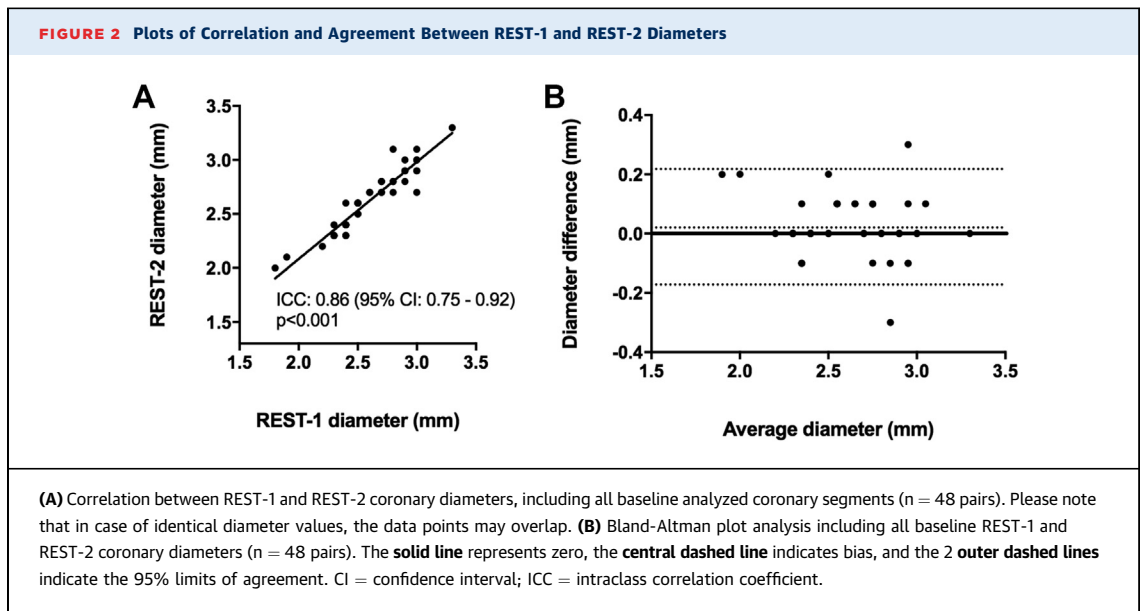 FIGURE 2 Plots of Correlation and Agreement Between REST-1 and REST-2 Diameters
A
REST-2 diameter (mm)
3.5
3.0
2.5
2.0
1.5
ICC: 0.86 (95% CI: 0.75 - 0.92)
p<0.001
1.5 2.0 2.5 3.0 3.5
REST-1 diameter (mm)
B
Diameter difference (mm)
0.4
0.2
0.0
-0.2
-0.4
1.5 2.0 2.5 3.0 3.5
Average diameter (mm)
(A) Correlation between REST-1 and REST-2 coronary diameters, including all baseline analyzed coronary segments (n = 48 pairs). Please note
that in case of identical diameter values, the data points may overlap. (B) Bland-Altman plot analysis including all baseline REST-1 and
REST-2 coronary diameters (n = 48 pairs). The solid line represents zero, the central dashed line indicates bias, and the 2 outer dashed lines
indicate the 95% limits of agreement. CI = confidence interval; ICC = intraclass correlation coefficient.